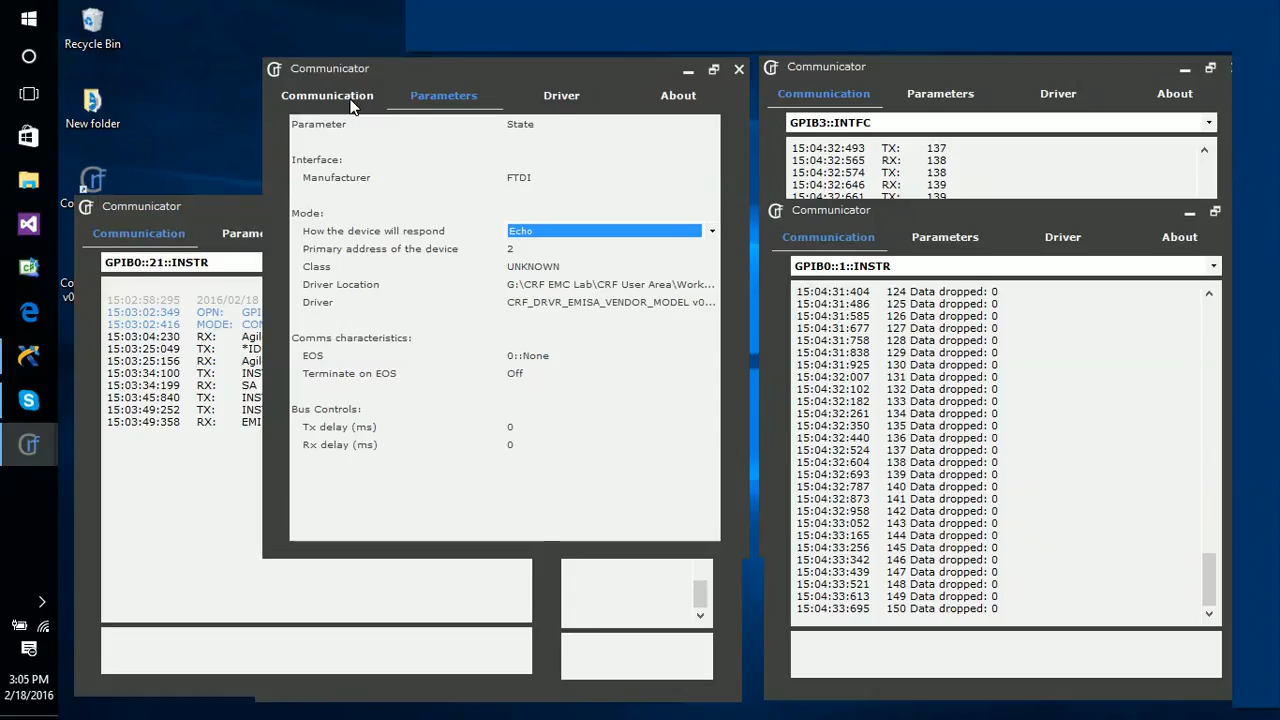 Recycle Bin
New folder
Co
Co
v0
3:05 PM
2/18/2016
Communicator
Communication
Param
GPIB0::21::INSTR
15:02:58:295 2016/02/18
15:03:02:349 OPN: GPI
15:03:02:416 MODE: CO
15:03:04:230 RX: Agil
15:03:25:049 TX: *ID
15:03:25:156 RX: Agil
15:03:34:100 TX: INS
15:03:34:199 RX: SA
15:03:45:840 TX: INS
15:03:49:252 TX: INS
15:03:49:358 RX: EMI
Communicator
Communication Parameters Driver About
Parameter State
Interface:
Manufacturer FTDI
Mode:
How the device will respond Echo
Primary address of the device 2
Class UNKNOWN
Driver Location G:\CRF EMC Lab\CRF User Area\Work...
Driver CRF_DRVR_EMISA_VENDOR_MODEL v0...
Comms characteristics:
EOS 0::None
Terminate on EOS Off
Bus Controls:
Tx delay (ms) 0
Rx delay (ms) 0
Communicator
Communication Parameters Driver About
GPIB3::INTFC
15:04:32:493 TX: 137
15:04:32:565 RX: 138
15:04:32:574 TX: 138
15:04:32:646 RX: 139
15:04:32:661 TX: 139
Communicator
Communication Parameters Driver About
GPIB0::1::INSTR
15:04:31:404 124 Data dropped: 0
15:04:31:486 125 Data dropped: 0
15:04:31:585 126 Data dropped: 0
15:04:31:677 127 Data dropped: 0
15:04:31:758 128 Data dropped: 0
15:04:31:838 129 Data dropped: 0
15:04:31:925 130 Data dropped: 0
15:04:32:007 131 Data dropped: 0
15:04:32:102 132 Data dropped: 0
15:04:32:182 133 Data dropped: 0
15:04:32:261 134 Data dropped: 0
15:04:32:350 135 Data dropped: 0
15:04:32:440 136 Data dropped: 0
15:04:32:524 137 Data dropped: 0
15:04:32:604 138 Data dropped: 0
15:04:32:693 139 Data dropped: 0
15:04:32:787 140 Data dropped: 0
15:04:32:873 141 Data dropped: 0
15:04:32:958 142 Data dropped: 0
15:04:33:052 143 Data dropped: 0
15:04:33:165 144 Data dropped: 0
15:04:33:256 145 Data dropped: 0
15:04:33:342 146 Data dropped: 0
15:04:33:439 147 Data dropped: 0
15:04:33:521 148 Data dropped: 0
15:04:33:613 149 Data dropped: 0
15:04:33:695 150 Data dropped: 0